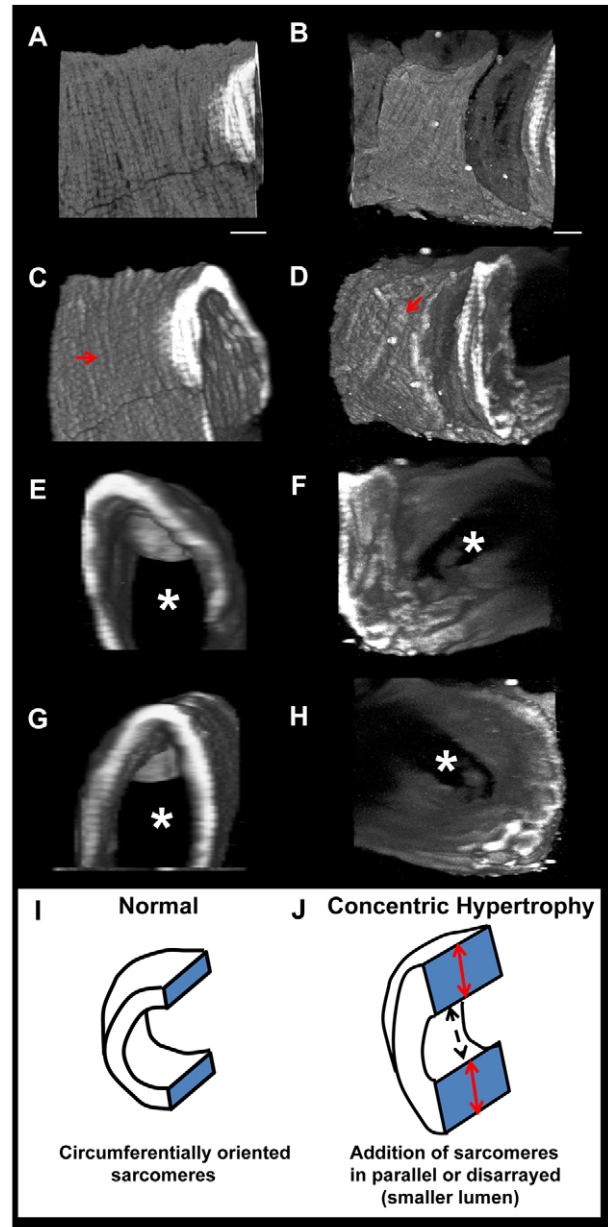 A
B
C
D
E
F
*
*
G
H
*
*
I
Normal
J
Concentric Hypertrophy
Circumferentially oriented
sarcomeres
Addition of sarcomeres
in parallel or disarrayed
(smaller lumen)